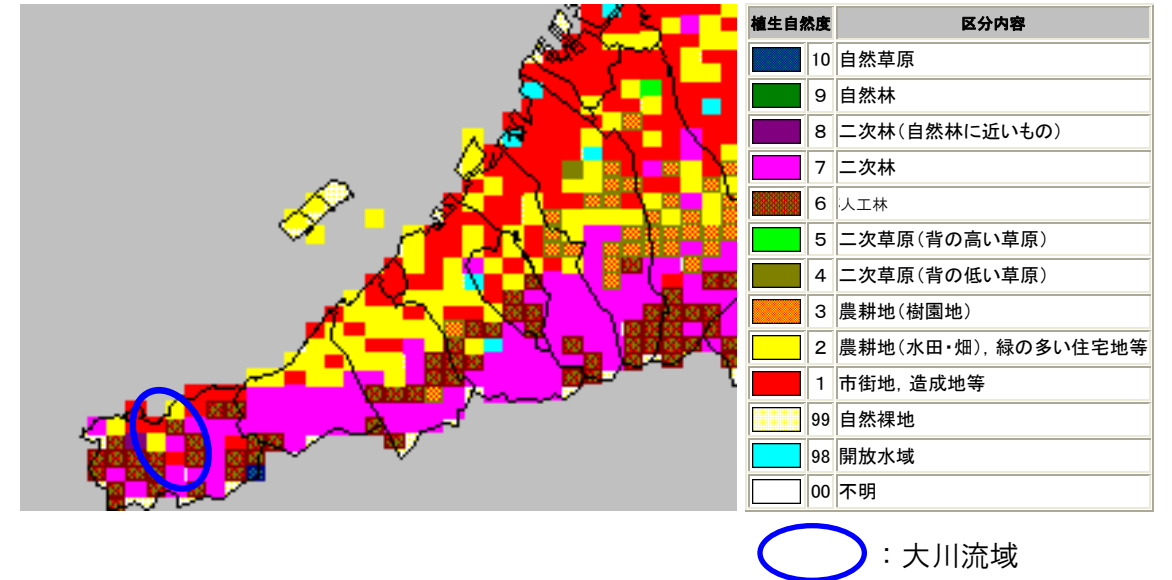 植生自然度 区分内容
10 自然草原
9 自然林
8 二次林(自然林に近いもの)
7 二次林
6 人工林
5 二次草原(背の高い草原)
4 二次草原(背の低い草原)
3 農耕地(樹園地)
2 農耕地(水田・畑),緑の多い住宅地等
1 市街地,造成地等
99 自然裸地
98 開放水域
00 不明
:大川流域